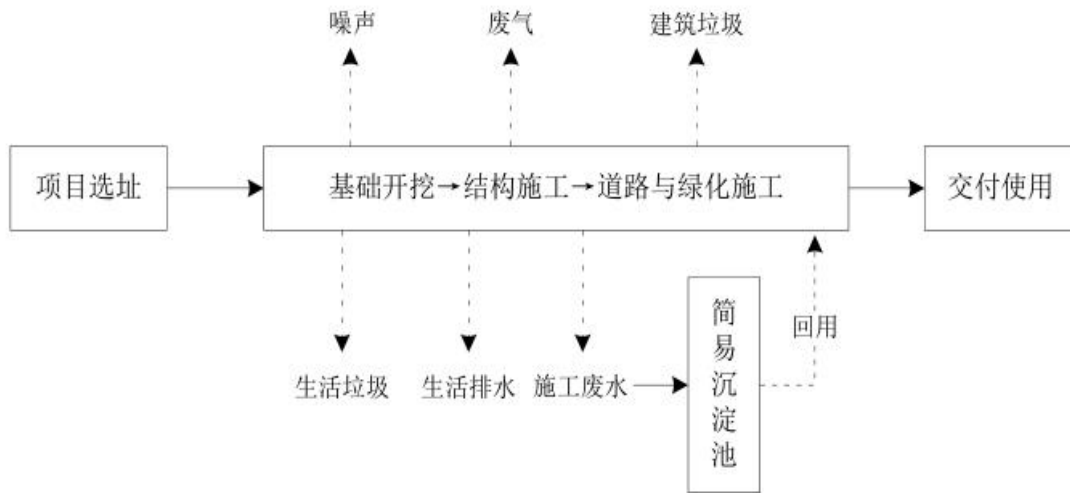 噪声 废气 建筑垃圾
项目选址 基础开挖→结构施工→道路与绿化施工 交付使用
简易沉淀池
回用
生活垃圾 生活排水 施工废水